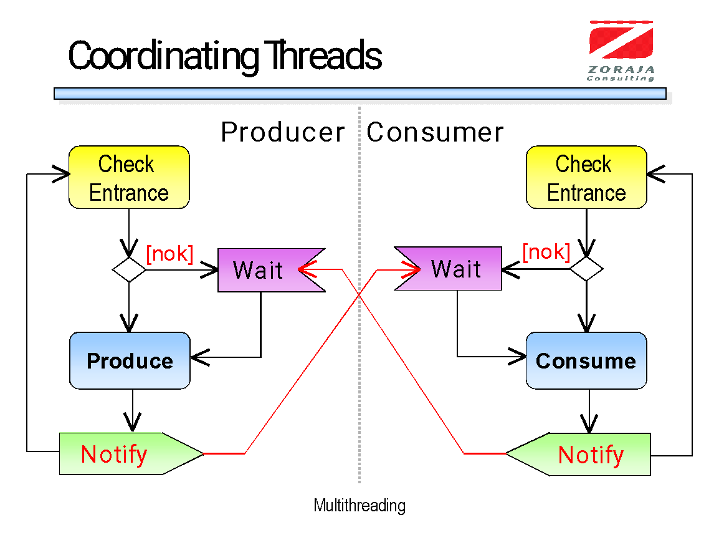 Coordinating Threads
ZORAJA
Consulting
Producer Consumer
Check
Entrance
[nok]
Wait
Produce
Notify
Check
Entrance
[nok]
Wait
Consume
Notify
Multithreading